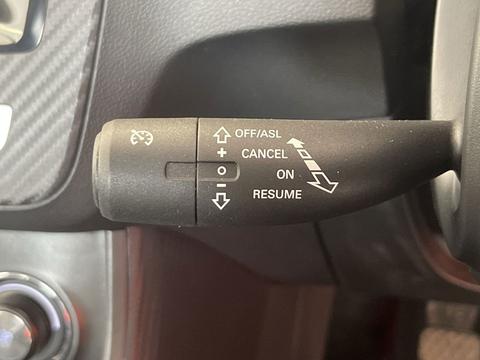 OFF/ASL
+ CANCEL
O ON
- RESUME